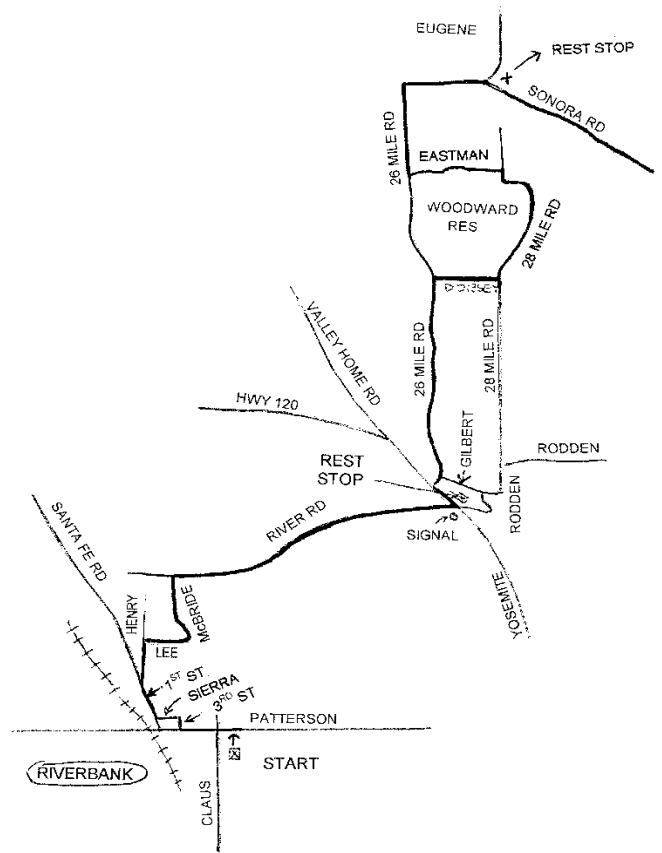 EUGENE
REST STOP
SONORA RD
26 MILE RD
EASTMAN
WOODWARD
RES
28 MILE RD
DORSEY
VALLEY HOME RD
26 MILE RD
28 MILE RD
HWY 120
GILBERT
RODDEN
REST
STOP
RODDEN
SANTA FE RD
RIVER RD
SIGNAL
YOSEMITE
HENRY
McBRIDE
LEE
1ST ST
SIERRA
3RD ST
PATTERSON
START
RIVERBANK
CLAUS